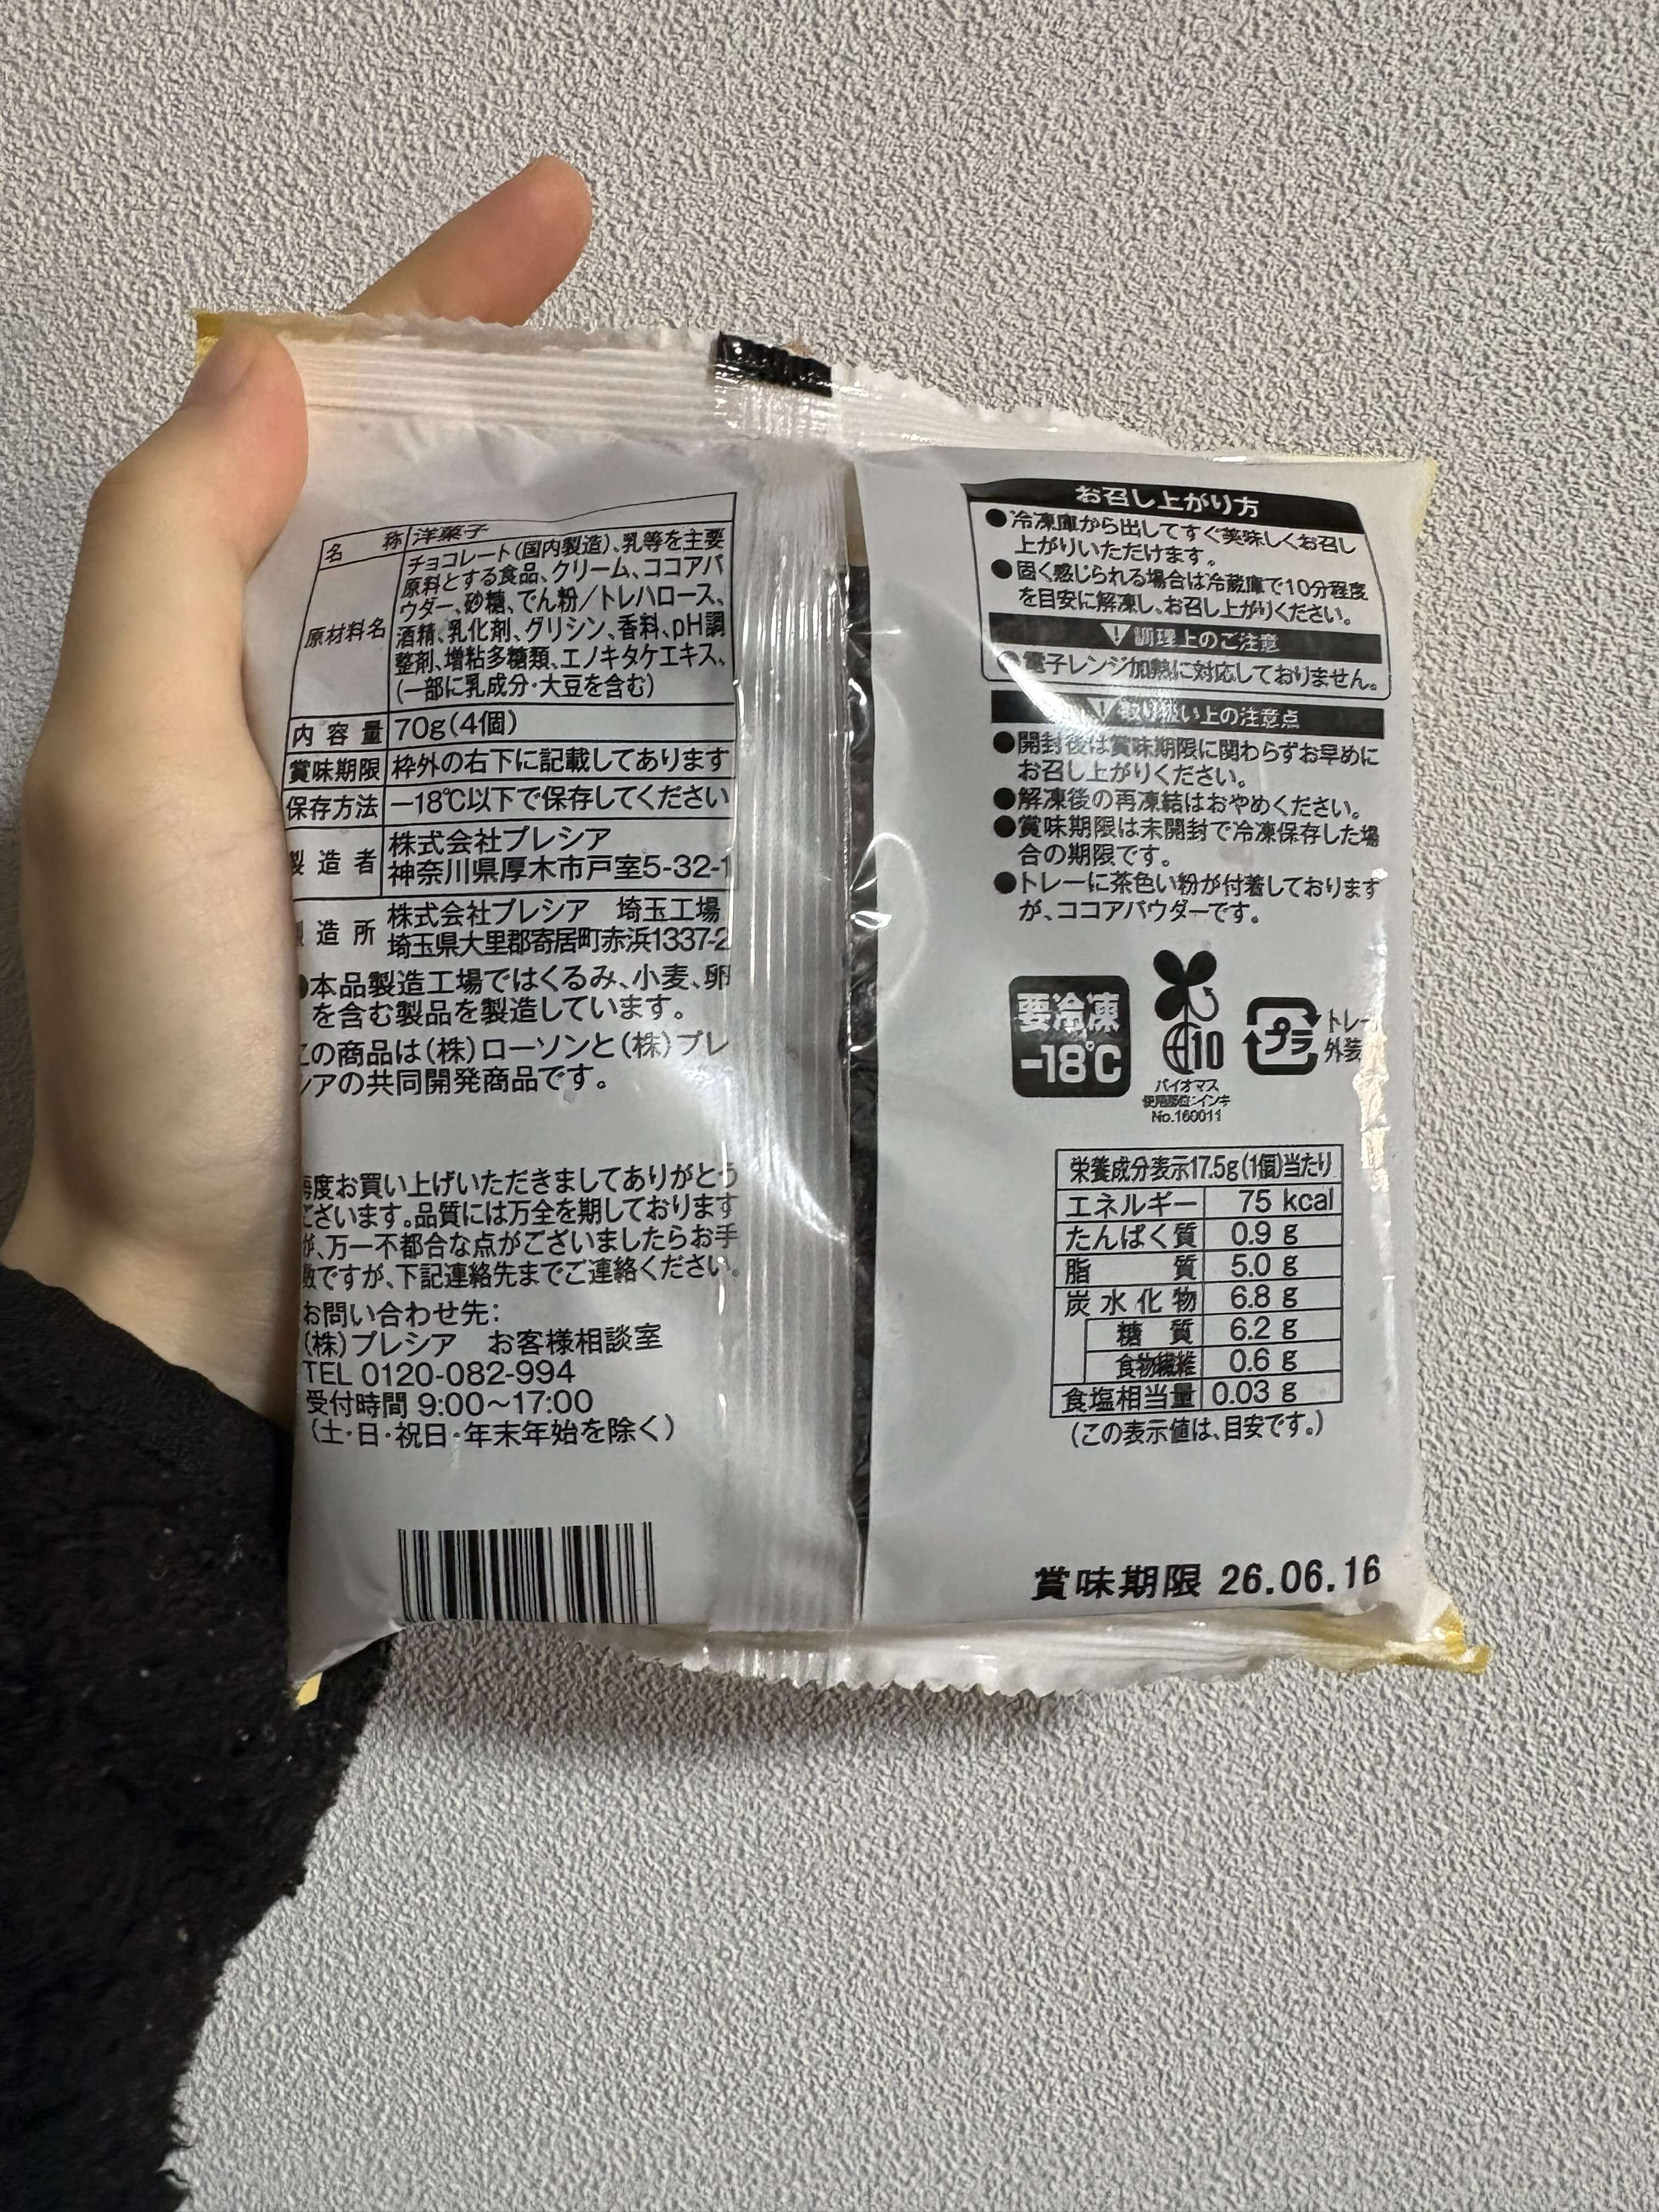 名称 洋菓子
原材料名 チョコレート(国内製造)、乳等を主要
原料とする食品、クリーム、ココアパ
ウダー、砂糖、でん粉／トレハロース、
酒精、乳化剤、グリシン、香料、pH調
整剤、増粘多糖類、エノキタケエキス、
(一部に乳成分・大豆を含む)
内容量 70g(4個)
賞味期限 枠外の右下に記載してあります
保存方法 −18℃以下で保存してください
製造者 株式会社プレシア
神奈川県厚木市戸室5-32-1
造所 株式会社プレシア 埼玉工場
埼玉県大里郡寄居町赤浜1337-2
●本品製造工場ではくるみ、小麦、卵
を含む製品を製造しています。
この商品は(株)ローソンと(株)プレ
シアの共同開発商品です。
毎度お買い上げいただきましてありがとう
ございます。品質には万全を期しております
が、万一不都合な点がございましたらお手
数ですが、下記連絡先までご連絡ください。
お問い合わせ先：
(株)プレシア お客様相談室
TEL 0120-082-994
受付時間 9:00～17:00
(土・日・祝日・年末年始を除く)
お召し上がり方
●冷凍庫から出してすぐ美味しくお召し
上がりいただけます。
●固く感じられる場合は冷蔵庫で10分程度
を目安に解凍し、お召し上がりください。
調理上のご注意
●電子レンジ加熱に対応しておりません。
取り扱い上の注意点
●開封後は賞味期限に関わらずお早めに
お召し上がりください。
●解凍後の再凍結はおやめください。
●賞味期限は未開封で冷凍保存した場
合の期限です。
●トレーに茶色い粉が付着しております
が、ココアパウダーです。
要冷凍
-18℃
10
バイオマス
使用部位:インキ
No.160011
プラ
トレー
外装
栄養成分表示17.5g(1個)当たり
エネルギー 75 kcal
たんぱく質 0.9 g
脂質 5.0 g
炭水化物 6.8 g
糖質 6.2 g
食物繊維 0.6 g
食塩相当量 0.03 g
(この表示値は、目安です。)
賞味期限 26.06.16